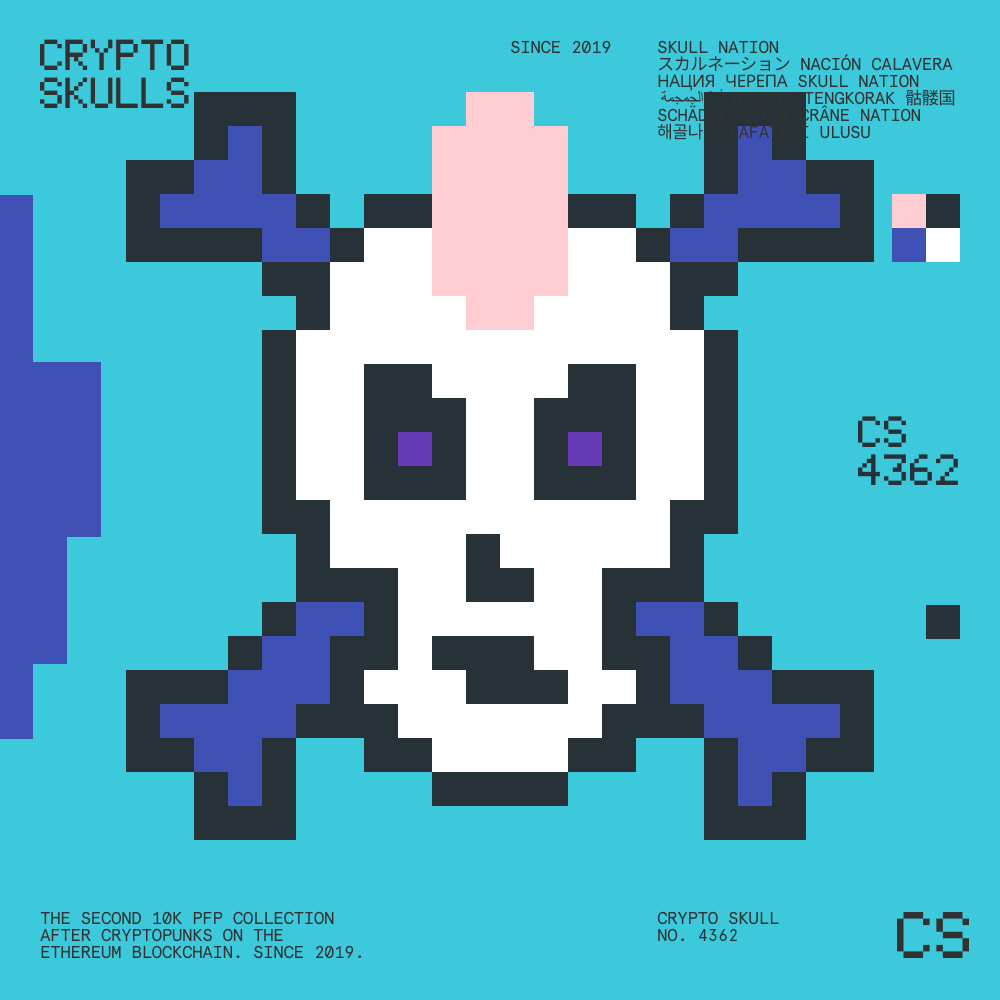 CRYPTO
SKULLS
SINCE 2019
SKULL NATION
スカルネーション NACIÓN CALAVERA
НАЦИЯ ЧЕРЕПА SKULL NATION
TENGKORAK 骷髅国
CRÂNE NATION
해골 ULUSU
CS
4362
THE SECOND 10K PFP COLLECTION
AFTER CRYPTOPUNKS ON THE
ETHEREUM BLOCKCHAIN. SINCE 2019.
CRYPTO SKULL
NO. 4362
CS